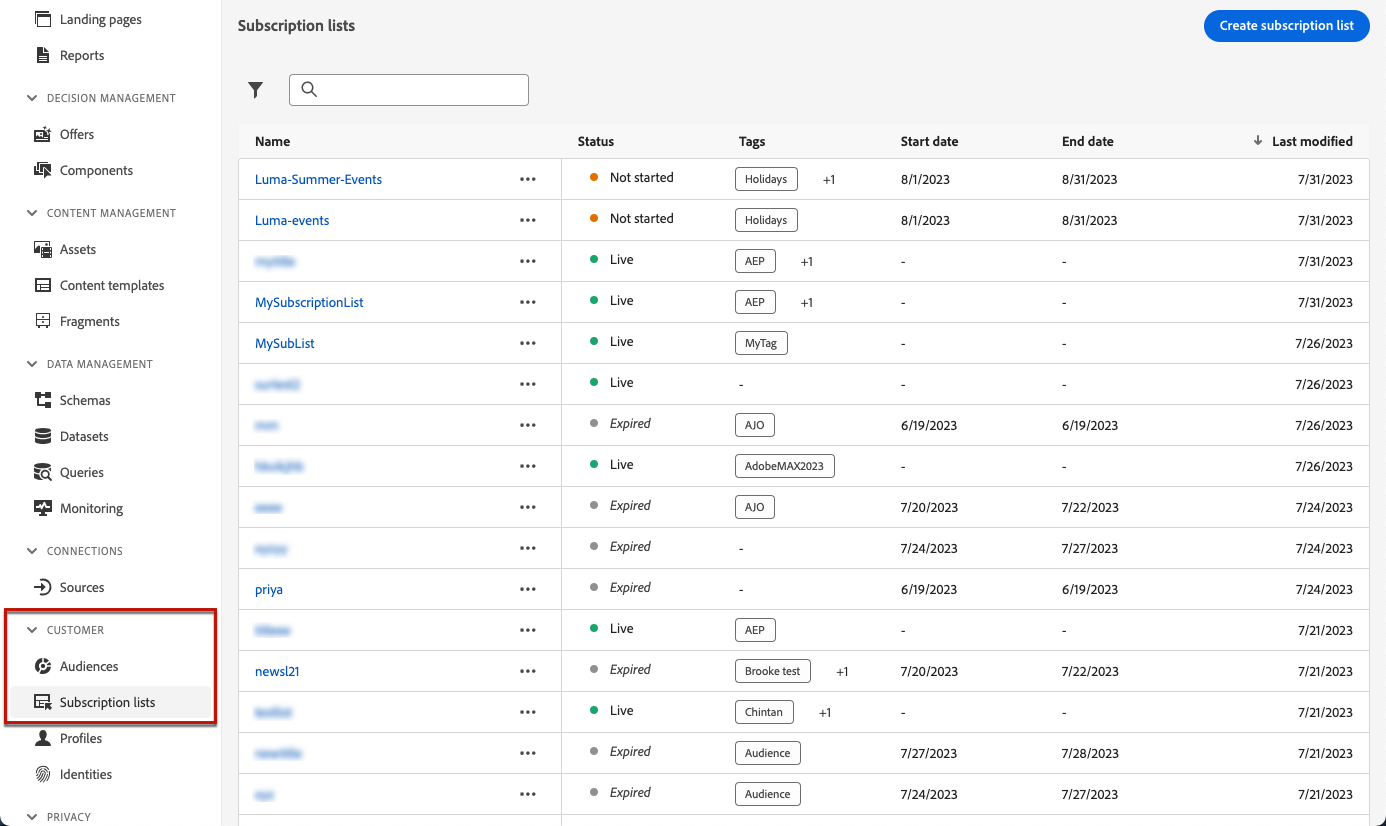 Landing pages
Reports
DECISION MANAGEMENT
Offers
Components
CONTENT MANAGEMENT
Assets
Content templates
Fragments
DATA MANAGEMENT
Schemas
Datasets
Queries
Monitoring
CONNECTIONS
Sources
CUSTOMER
Audiences
Subscription lists
Profiles
Identities
PRIVACY
Subscription lists
Create subscription list
Name Status Tags Start date End date Last modified
Luma-Summer-Events Not started Holidays +1 8/1/2023 8/31/2023 7/31/2023
Luma-events Not started Holidays 8/1/2023 8/31/2023 7/31/2023
Live AEP +1 - - 7/31/2023
MySubscriptionList Live AEP +1 - - 7/31/2023
MySubList Live MyTag - - 7/26/2023
Live - - - 7/26/2023
Expired AJO 6/19/2023 6/19/2023 7/26/2023
Live AdobeMAX2023 - - 7/26/2023
Expired AJO 7/20/2023 7/22/2023 7/24/2023
Expired - 7/24/2023 7/27/2023 7/24/2023
priya Expired - 6/19/2023 6/19/2023 7/24/2023
Live AEP - - 7/21/2023
newsl21 Expired Brooke test +1 7/20/2023 7/22/2023 7/21/2023
Live Chintan +1 - - 7/21/2023
Expired Audience 7/27/2023 7/28/2023 7/21/2023
Expired Audience 7/24/2023 7/27/2023 7/21/2023